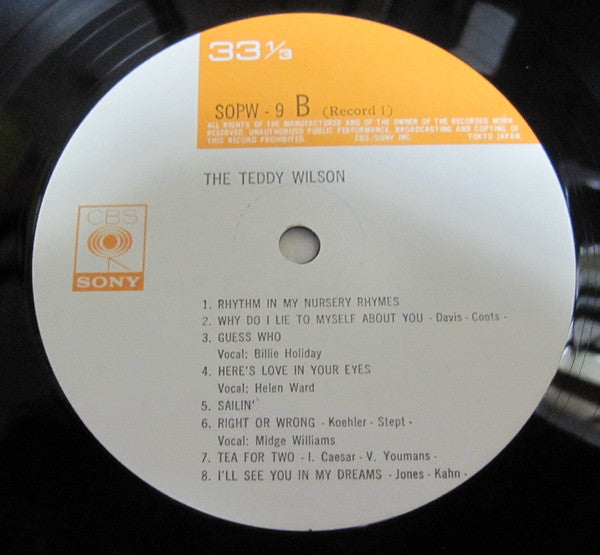 33 1/3
SOPW - 9 B (Record 1)
ALL RIGHTS OF THE MANUFACTURER AND OF THE OWNER OF THE RECORDED WORK
RESERVED. UNAUTHORIZED PUBLIC PERFORMANCE, BROADCASTING AND COPYING OF
THIS RECORD PROHIBITED. CBS/SONY INC. TOKYO JAPAN
THE TEDDY WILSON
CBS
SONY
1. RHYTHM IN MY NURSERY RHYMES
2. WHY DO I LIE TO MYSELF ABOUT YOU - Davis - Coots -
3. GUESS WHO
Vocal: Billie Holiday
4. HERE'S LOVE IN YOUR EYES
Vocal: Helen Ward
5. SAILIN'
6. RIGHT OR WRONG - Koehler - Stept -
Vocal: Midge Williams
7. TEA FOR TWO - I. Caesar - V. Youmans -
8. I'LL SEE YOU IN MY DREAMS - Jones - Kahn -